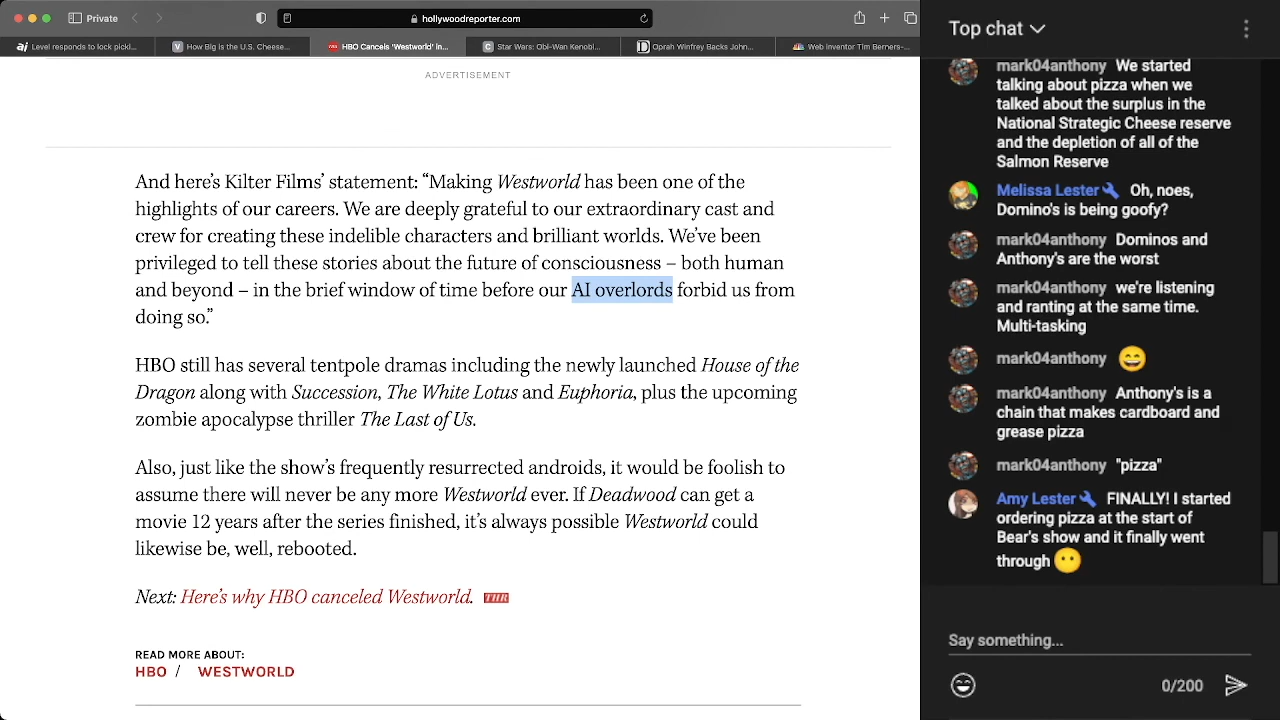 Private
hollywoodreporter.com
Level responds to lock pickl...
How Big Is the U.S. Cheese...
HBO Cancels 'Westworld' in...
Star Wars: Obi-Wan Kenobi...
Oprah Winfrey Backs John...
Web inventor Tim Berners-...
ADVERTISEMENT
And here's Kilter Films' statement: “Making Westworld has been one of the
highlights of our careers. We are deeply grateful to our extraordinary cast and
crew for creating these indelible characters and brilliant worlds. We've been
privileged to tell these stories about the future of consciousness – both human
and beyond – in the brief window of time before our AI overlords forbid us from
doing so.”
HBO still has several tentpole dramas including the newly launched House of the
Dragon along with Succession, The White Lotus and Euphoria, plus the upcoming
zombie apocalypse thriller The Last of Us.
Also, just like the show's frequently resurrected androids, it would be foolish to
assume there will never be any more Westworld ever. If Deadwood can get a
movie 12 years after the series finished, it's always possible Westworld could
likewise be, well, rebooted.
Next: Here's why HBO canceled Westworld. THR
READ MORE ABOUT:
HBO / WESTWORLD
Top chat
mark04anthony We started
talking about pizza when we
talked about the surplus in the
National Strategic Cheese reserve
and the depletion of all of the
Salmon Reserve
Melissa Lester Oh, noes,
Domino's is being goofy?
mark04anthony Dominos and
Anthony's are the worst
mark04anthony we're listening
and ranting at the same time.
Multi-tasking
mark04anthony 😄
mark04anthony Anthony's is a
chain that makes cardboard and
grease pizza
mark04anthony "pizza"
Amy Lester FINALLY! I started
ordering pizza at the start of
Bear's show and it finally went
through 😶
Say something...
0/200